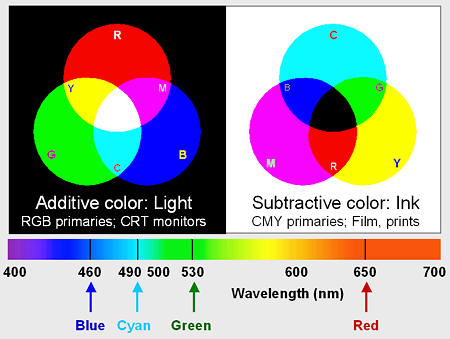 R
Y
M
G
C
B
Additive color: Light
RGB primaries; CRT monitors
C
B
G
M
R
Y
Subtractive color: Ink
CMY primaries; Film, prints
400 460 490 500 530 600 650 700
Wavelength (nm)
Blue Cyan Green Red